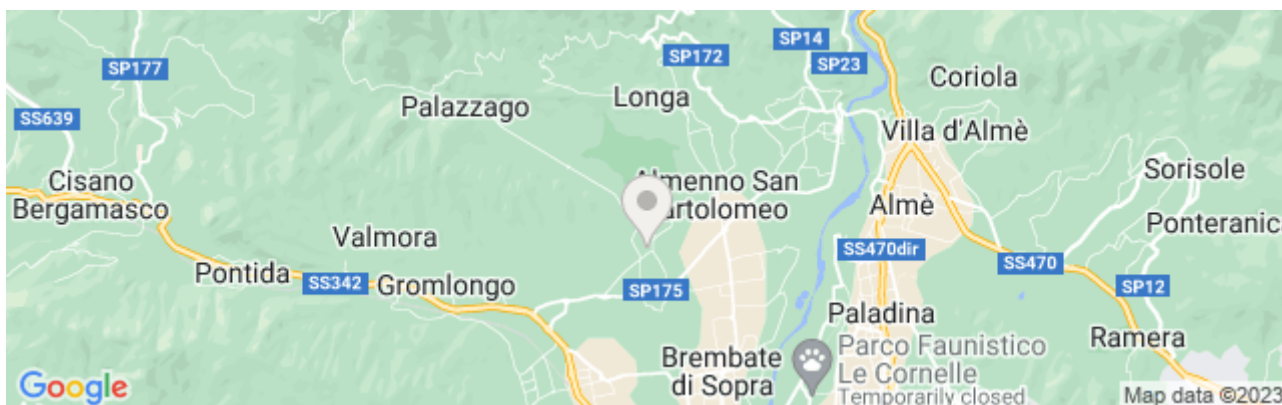 SP14
SP177
SP172
SP23
Coriola
Longa
Palazzago
SS639
Villa d'Almè
Sorisole
Cisano
Bergamasco
Almenno San
artolomeo
Almè
Ponteranic
Valmora
SS470dir
SS470
Pontida
SS342
Gromlongo
SP175
SP12
Paladina
Ramera
Brembate
di Sopra
Parco Faunistico
Le Cornelle
Temporarily closed
Google
Map data ©2023